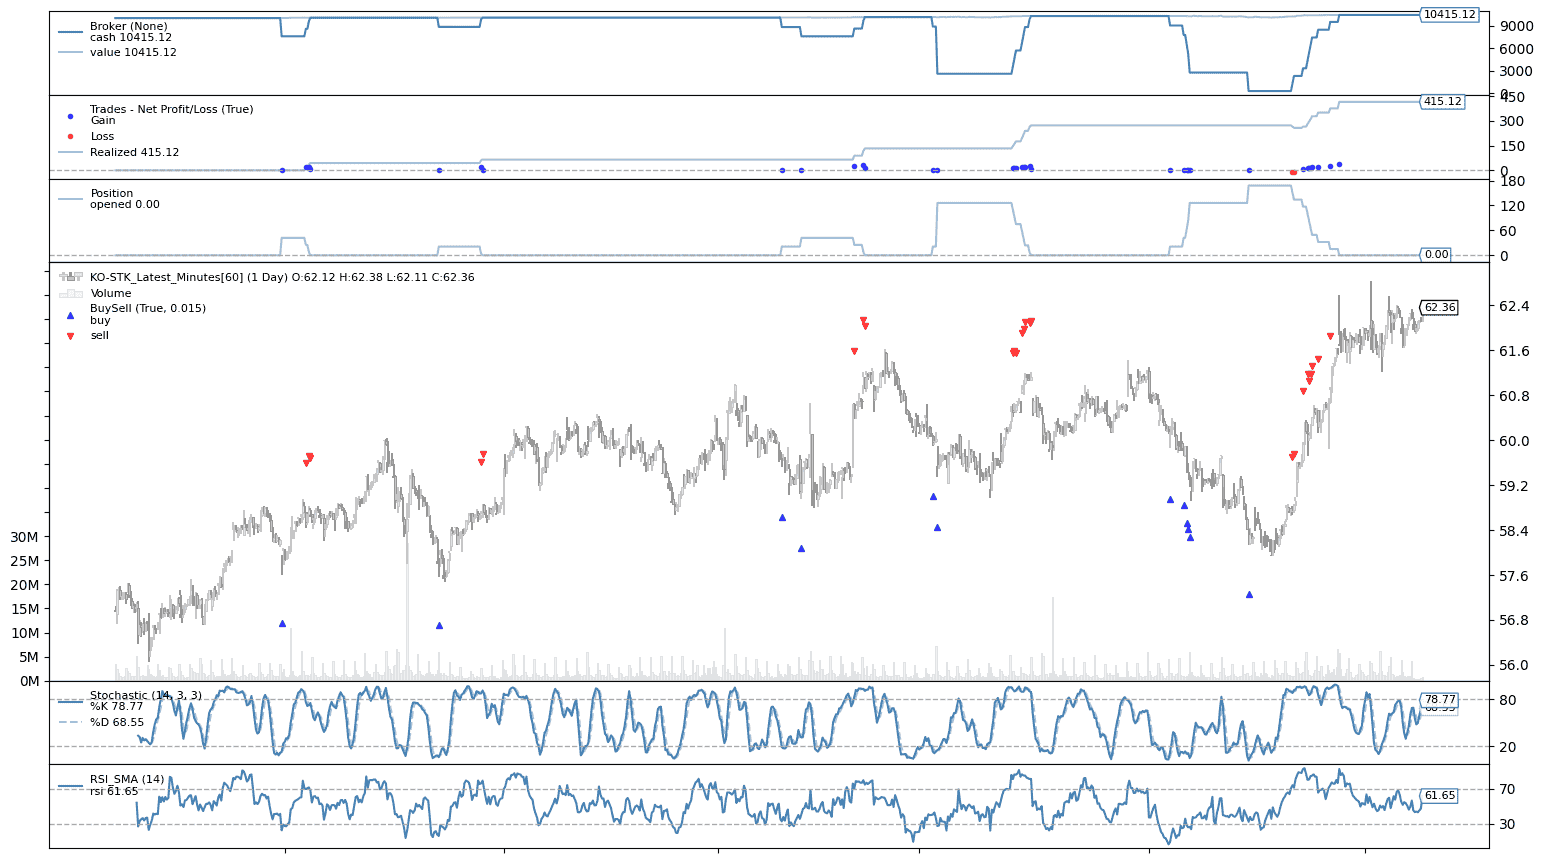 Broker (None)
cash 10415.12
value 10415.12
10415.12
9000
6000
3000
0
Trades - Net Profit/Loss (True)
Gain
Loss
Realized 415.12
450
415.12
300
150
0
Position
opened 0.00
180
120
60
0
0.00
KO-STK_Latest_Minutes[60] (1 Day) O:62.12 H:62.38 L:62.11 C:62.36
Volume
BuySell (True, 0.015)
buy
sell
62.36
62.4
61.6
60.8
60.0
59.2
58.4
57.6
56.8
56.0
30M
25M
20M
15M
10M
5M
0M
Stochastic (14, 3, 3)
%K 78.77
%D 68.55
80
78.77
20
RSI_SMA (14)
rsi 61.65
70
61.65
30